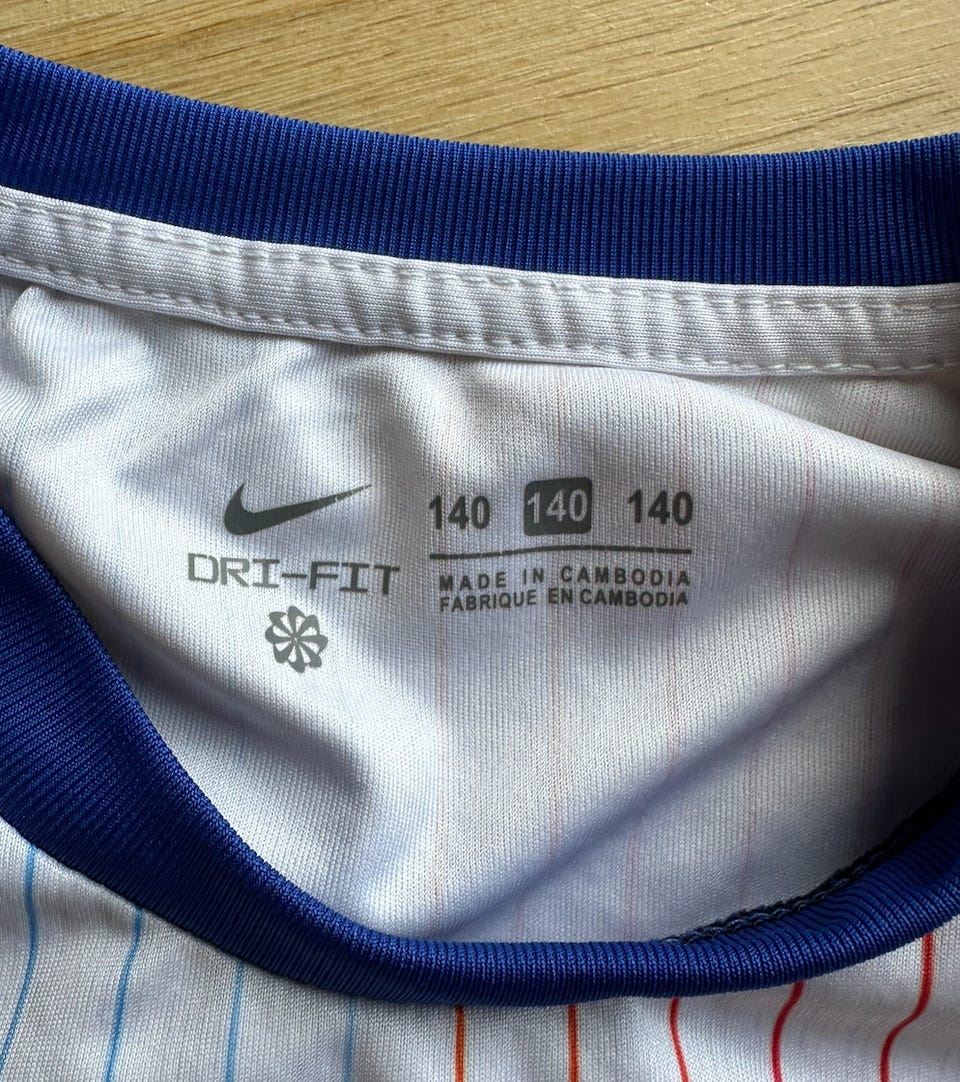 DRI-FIT
140 140 140
MADE IN CAMBODIA
FABRIQUE EN CAMBODIA